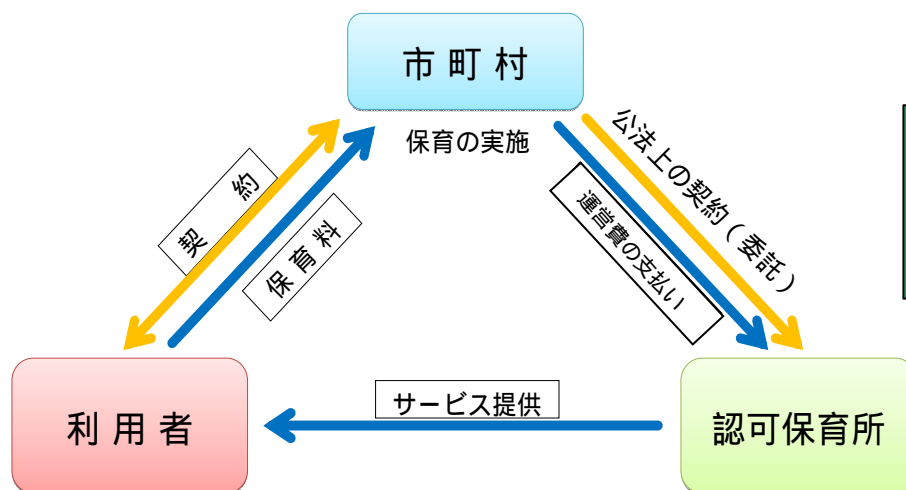 市町村
保育の実施
公法上の契約(委託)
契約
保育料
運営費の支払い
利用者
サービス提供
認可保育所